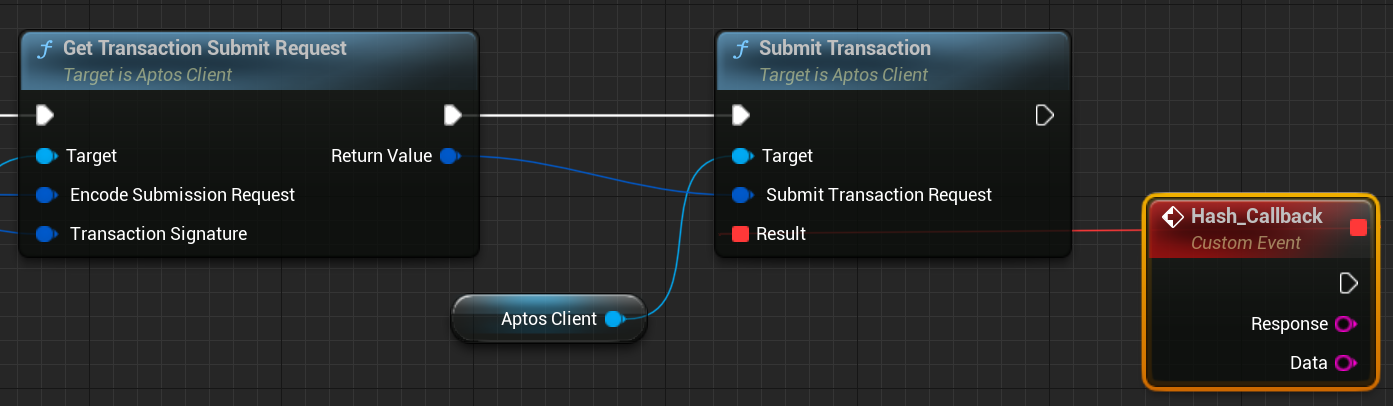 Get Transaction Submit Request
Target is Aptos Client
Target
Return Value
Encode Submission Request
Transaction Signature
Submit Transaction
Target is Aptos Client
Target
Submit Transaction Request
Result
Aptos Client
Hash_Callback
Custom Event
Response
Data